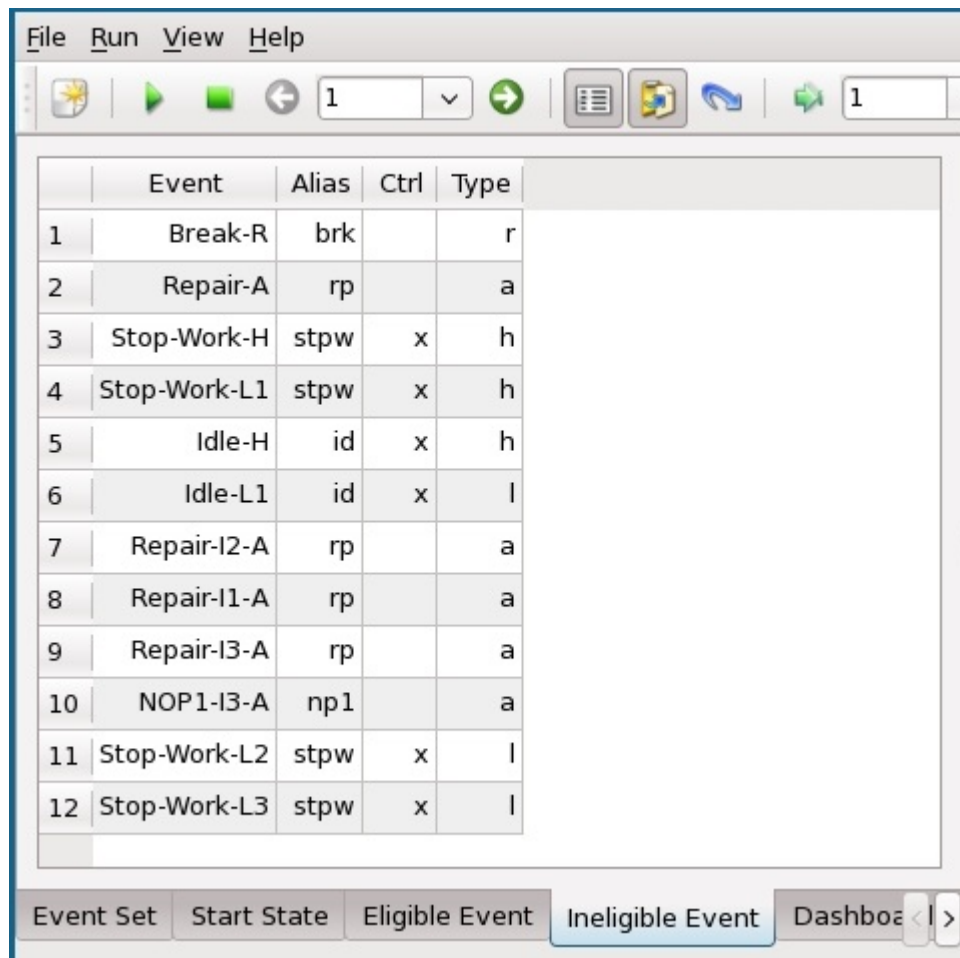 File Run View Help
1 1
Event Alias Ctrl Type
1 Break-R brk r
2 Repair-A rp a
3 Stop-Work-H stpw x h
4 Stop-Work-L1 stpw x h
5 Idle-H id x h
6 Idle-L1 id x l
7 Repair-I2-A rp a
8 Repair-I1-A rp a
9 Repair-I3-A rp a
10 NOP1-I3-A np1 a
11 Stop-Work-L2 stpw x l
12 Stop-Work-L3 stpw x l
Event Set Start State Eligible Event Ineligible Event